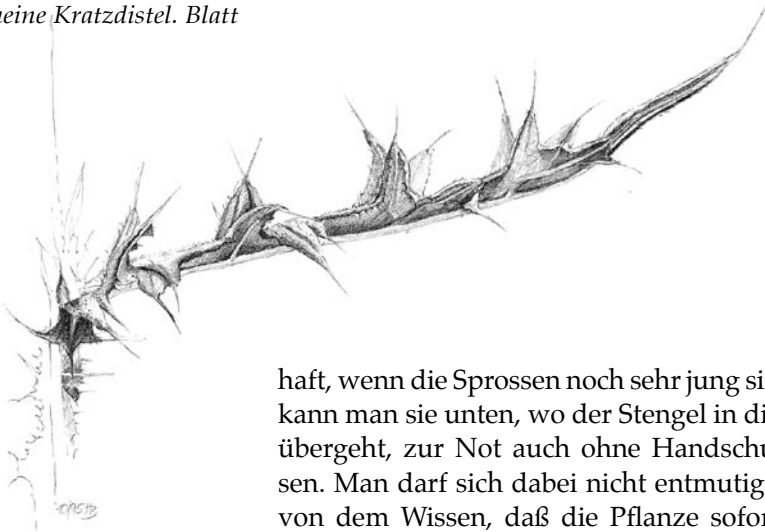 eine Kratzdistel. Blatt
haft, wenn die Sprossen noch sehr jung si
kann man sie unten, wo der Stengel in di
übergeht, zur Not auch ohne Handschu
sen. Man darf sich dabei nicht entmutig
von dem Wissen, daß die Pflanze sofor